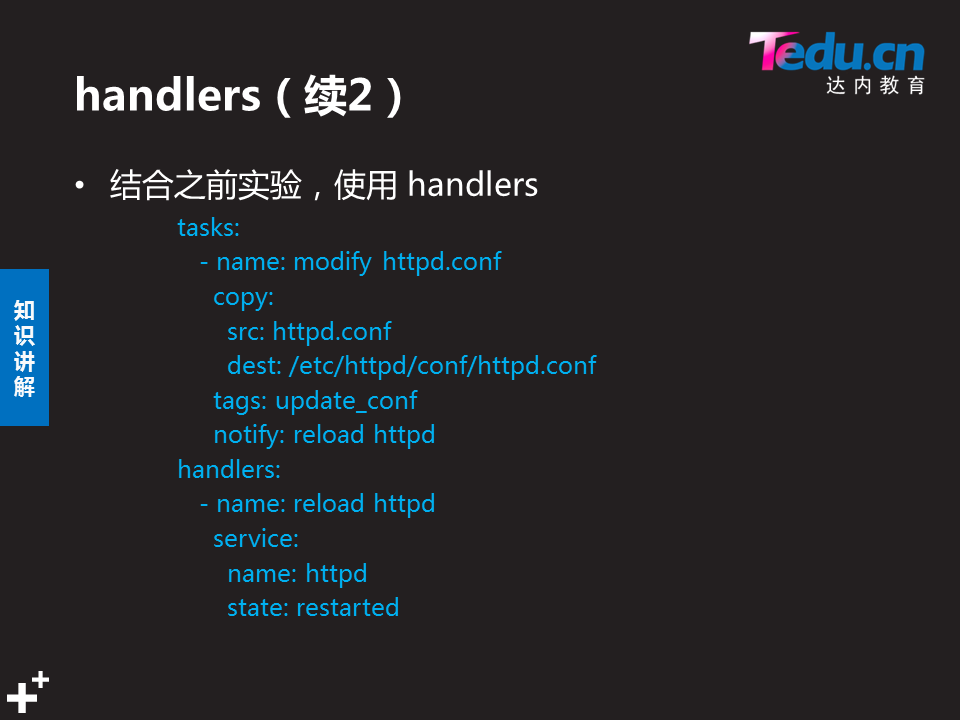 Tedu.cn
达内教育
handlers（续2）
• 结合之前实验，使用 handlers
tasks:
- name: modify httpd.conf
copy:
src: httpd.conf
dest: /etc/httpd/conf/httpd.conf
tags: update_conf
notify: reload httpd
handlers:
- name: reload httpd
service:
name: httpd
state: restarted
知识讲解